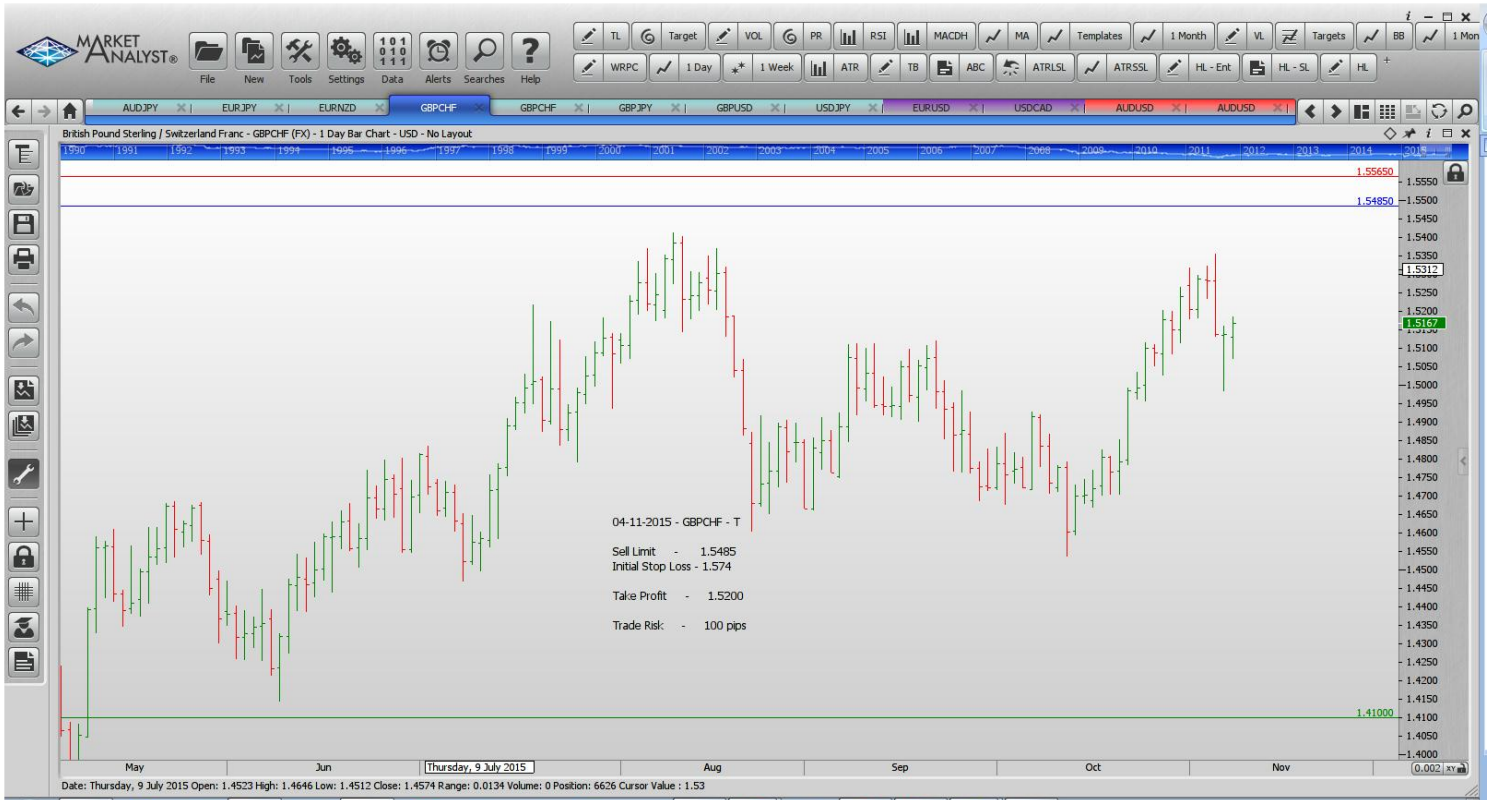 i
MARKET
ANALYST®
File New Tools Settings Data Alerts Searches Help
TL Target VOL PR RSI MACDH MA Templates 1 Month VL Targets BB 1 Mon
WRPC 1 Day 1 Week ATR TB ABC ATRLSL ATRSSL HL - Ent HL - SL HL +
101
010
111
AUDJPY EURJPY EURNZD GBPCHF GBPCHF GBPJPY GBPUSD USDJPY EURUSD USDCAD AUDUSD AUDUSD
British Pound Sterling / Switzerland Franc - GBPCHF (FX) - 1 Day Bar Chart - USD - No Layout
1990 1991 1992 1993 1994 1995 1996 1997 1998 1999 2000 2001 2002 2003 2004 2005 2006 2007 2008 2009 2010 2011 2012 2013 2014 2015
1.55650
1.5550
1.54850
1.5500
1.5450
1.5400
1.5350
1.5312
1.5250
1.5200
1.5167
1.5150
1.5100
1.5050
1.5000
1.4950
1.4900
1.4850
1.4800
1.4750
1.4700
1.4650
1.4600
1.4550
1.4500
1.4450
1.4400
1.4350
1.4300
1.4250
1.4200
1.4150
1.41000
1.4100
1.4050
1.4000
04-11-2015 - GBPCHF - T
Sell Limit - 1.5485
Initial Stop Loss - 1.574
Take Profit - 1.5200
Trade Risk - 100 pips
May Jun Thursday, 9 July 2015 Aug Sep Oct Nov 0.002 XY
Date: Thursday, 9 July 2015 Open: 1.4523 High: 1.4646 Low: 1.4512 Close: 1.4574 Range: 0.0134 Volume: 0 Position: 6626 Cursor Value : 1.53